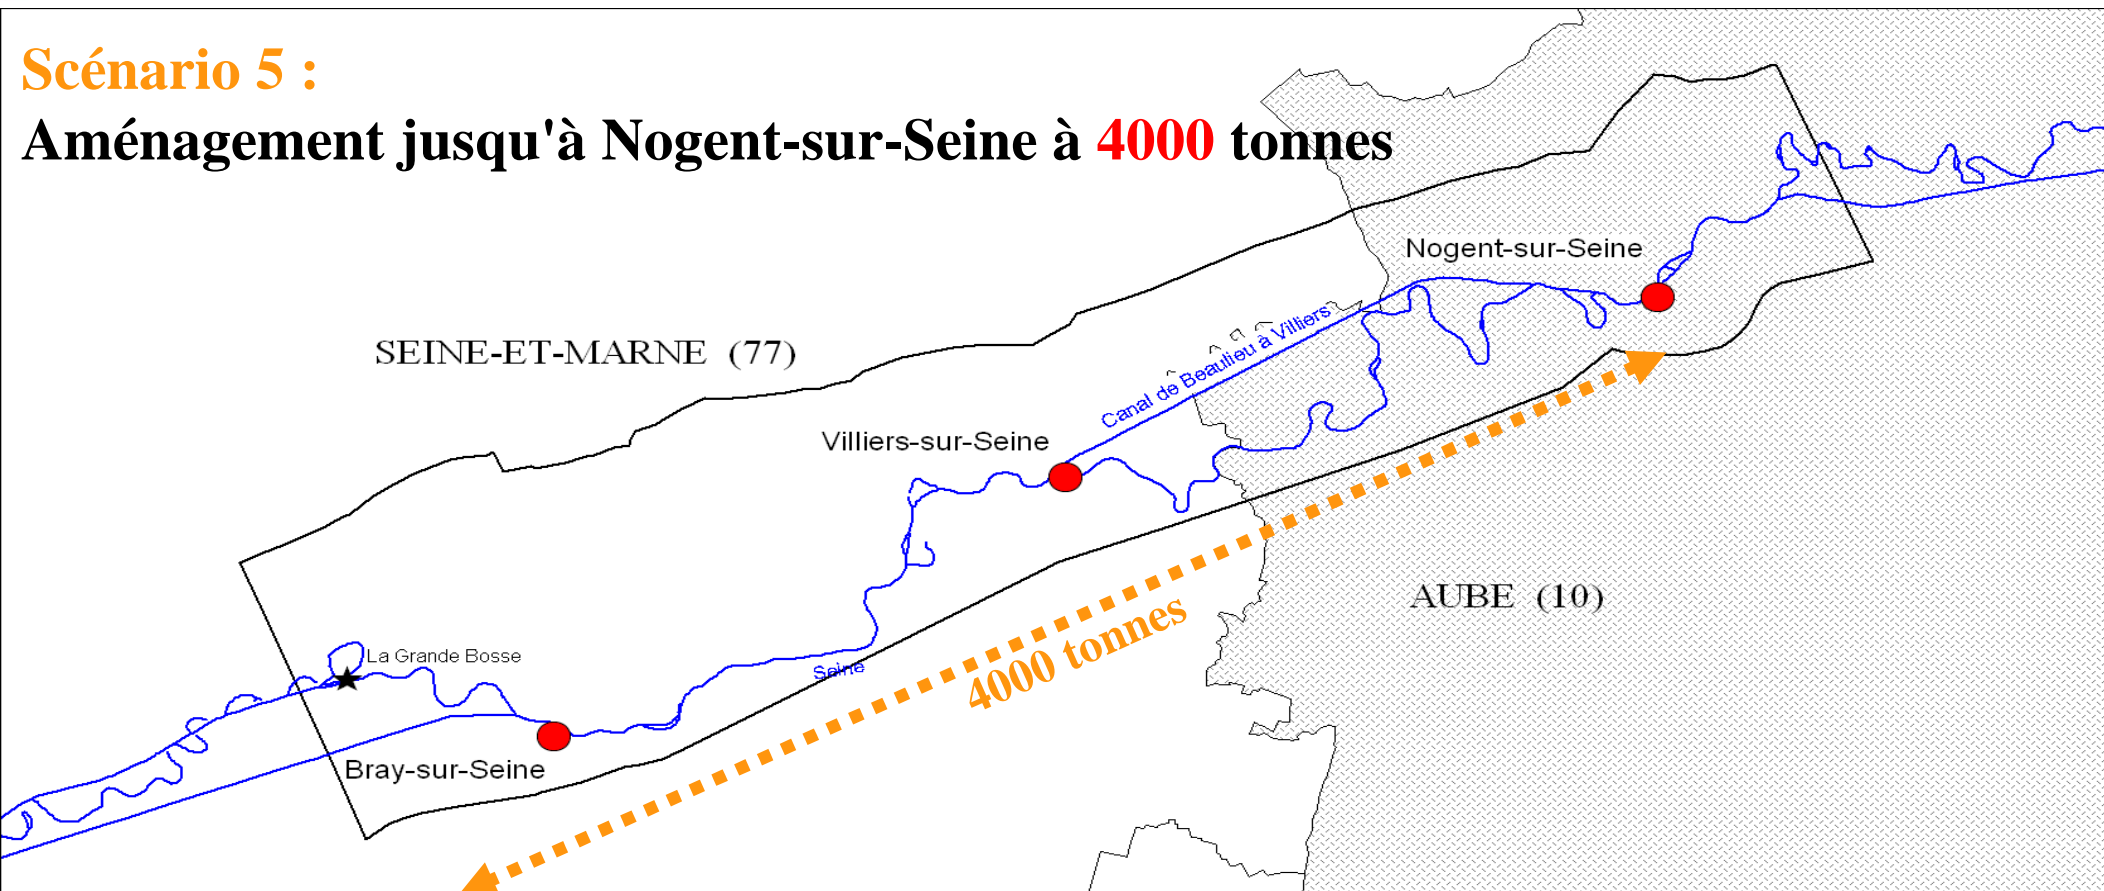 Scénario 5 :
Aménagement jusqu'à Nogent-sur-Seine à 4000 tonnes
Nogent-sur-Seine
SEINE-ET-MARNE (77)
Canal de Beaulieu à Villiers
Villiers-sur-Seine
AUBE (10)
4000 tonnes
La Grande Bosse
Seine
Bray-sur-Seine